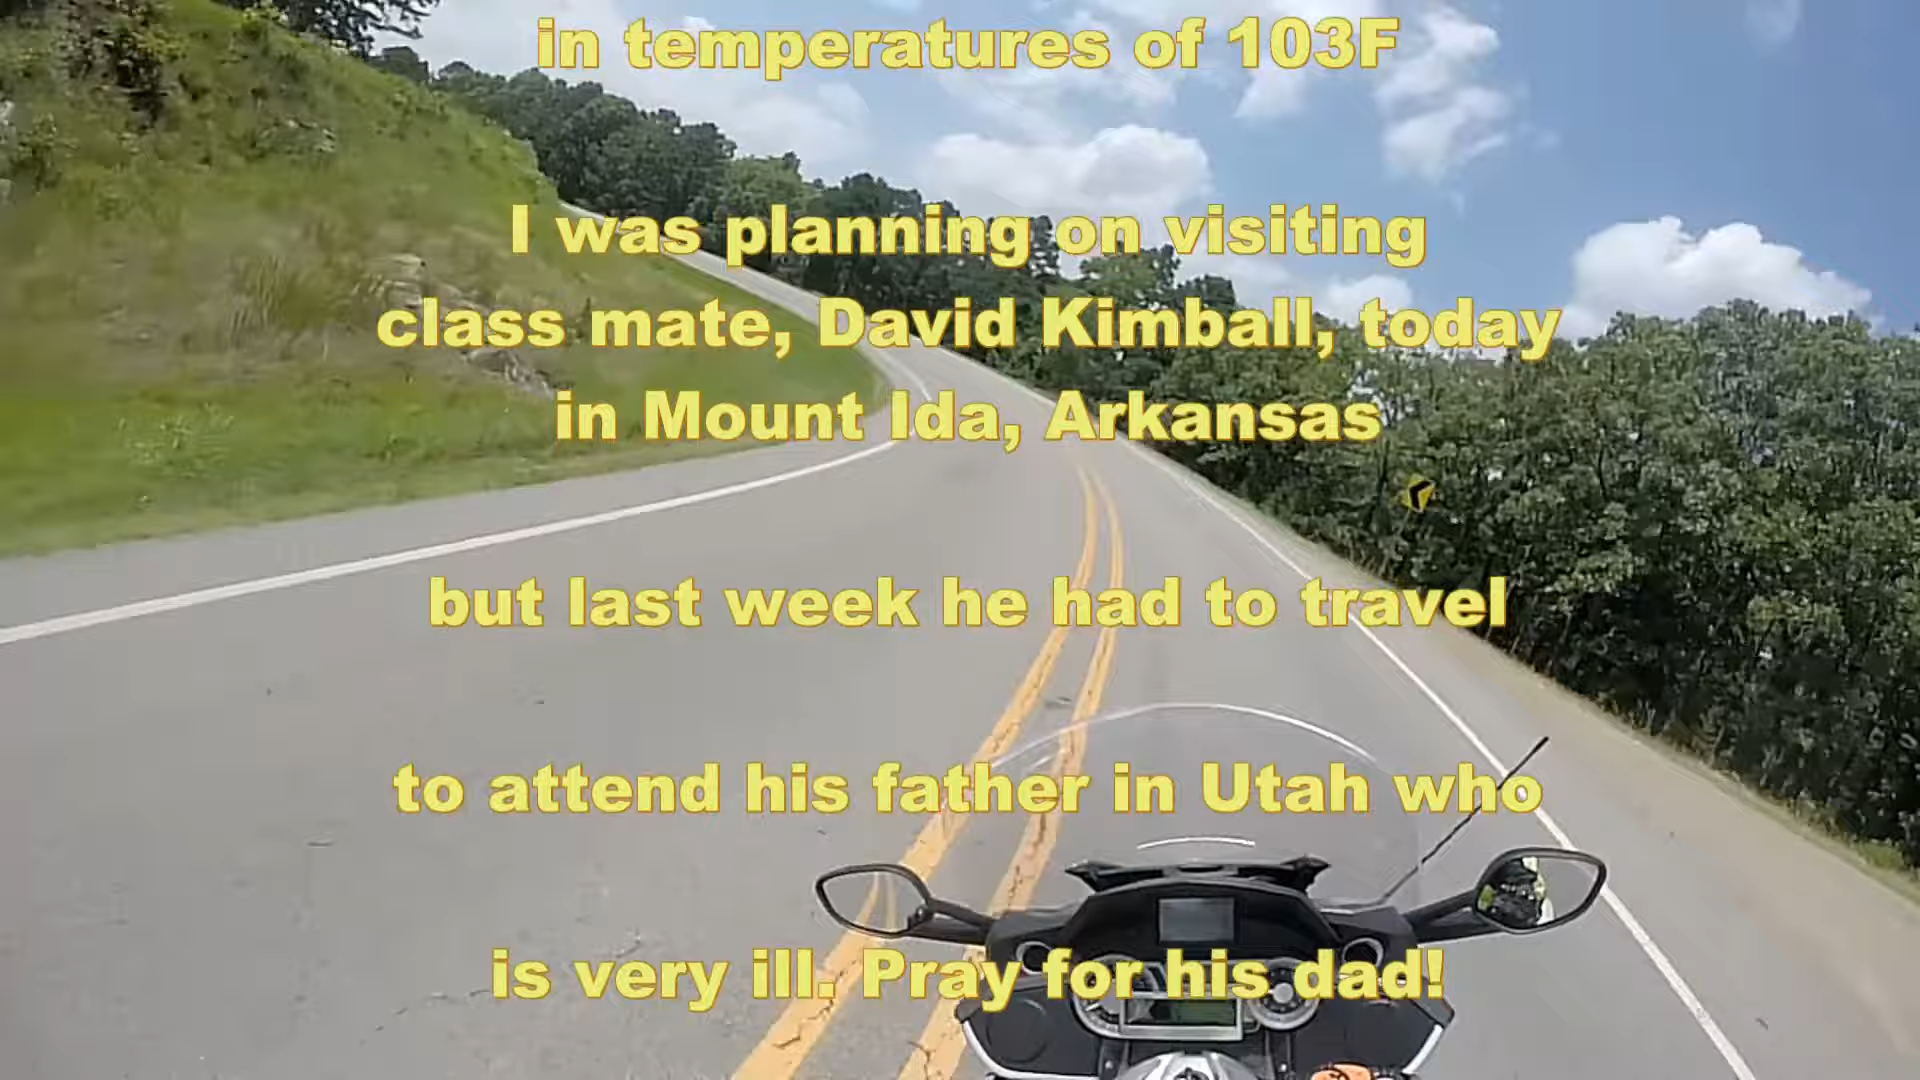 in temperatures of 103F
I was planning on visiting
class mate, David Kimball, today
in Mount Ida, Arkansas
but last week he had to travel
to attend his father in Utah who
is very ill. Pray for his dad!